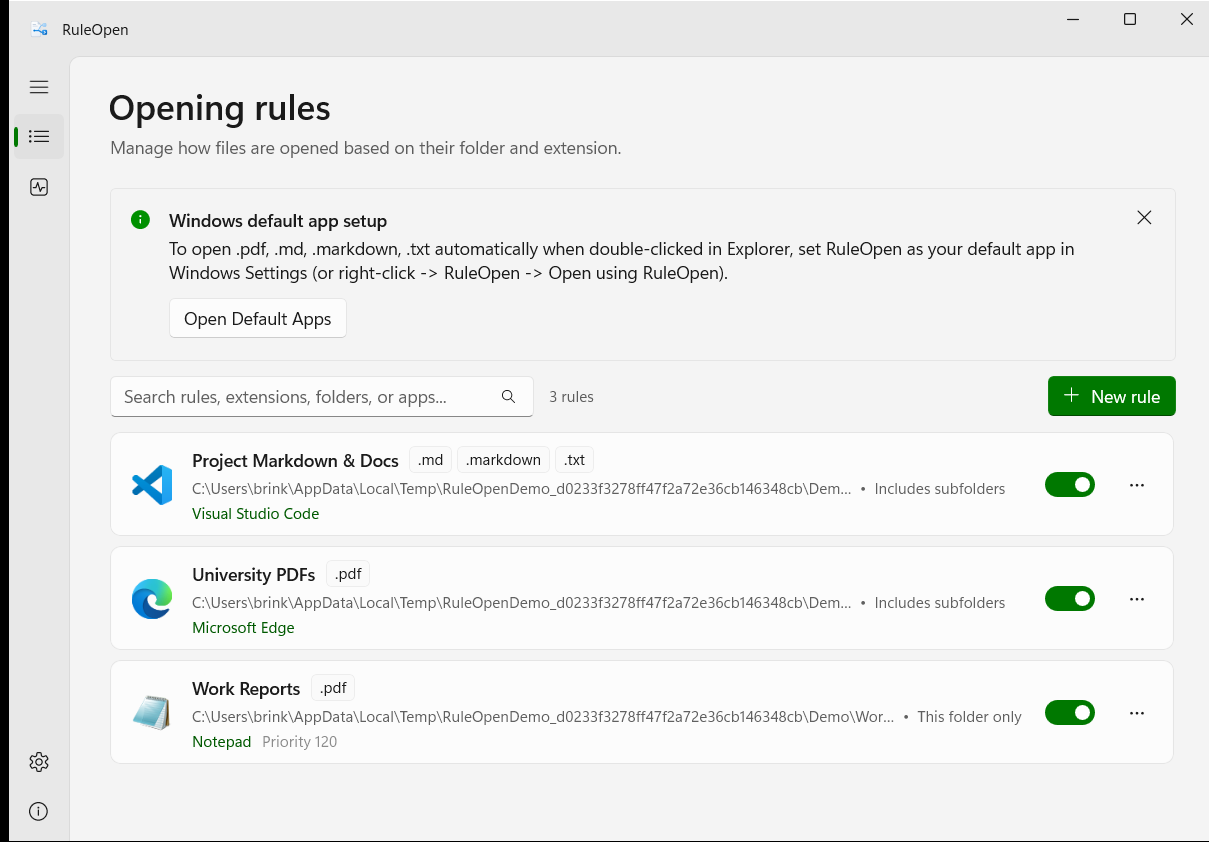 RuleOpen
Opening rules
Manage how files are opened based on their folder and extension.
Windows default app setup
To open .pdf, .md, .markdown, .txt automatically when double-clicked in Explorer, set RuleOpen as your default app in
Windows Settings (or right-click -> RuleOpen -> Open using RuleOpen).
Open Default Apps
Search rules, extensions, folders, or apps... 3 rules + New rule
Project Markdown & Docs .md .markdown .txt
C:\Users\brink\AppData\Local\Temp\RuleOpenDemo_d0233f3278ff47f2a72e36cb146348cb\Dem... • Includes subfolders
Visual Studio Code
University PDFs .pdf
C:\Users\brink\AppData\Local\Temp\RuleOpenDemo_d0233f3278ff47f2a72e36cb146348cb\Dem... • Includes subfolders
Microsoft Edge
Work Reports .pdf
C:\Users\brink\AppData\Local\Temp\RuleOpenDemo_d0233f3278ff47f2a72e36cb146348cb\Demo\Wor... • This folder only
Notepad Priority 120